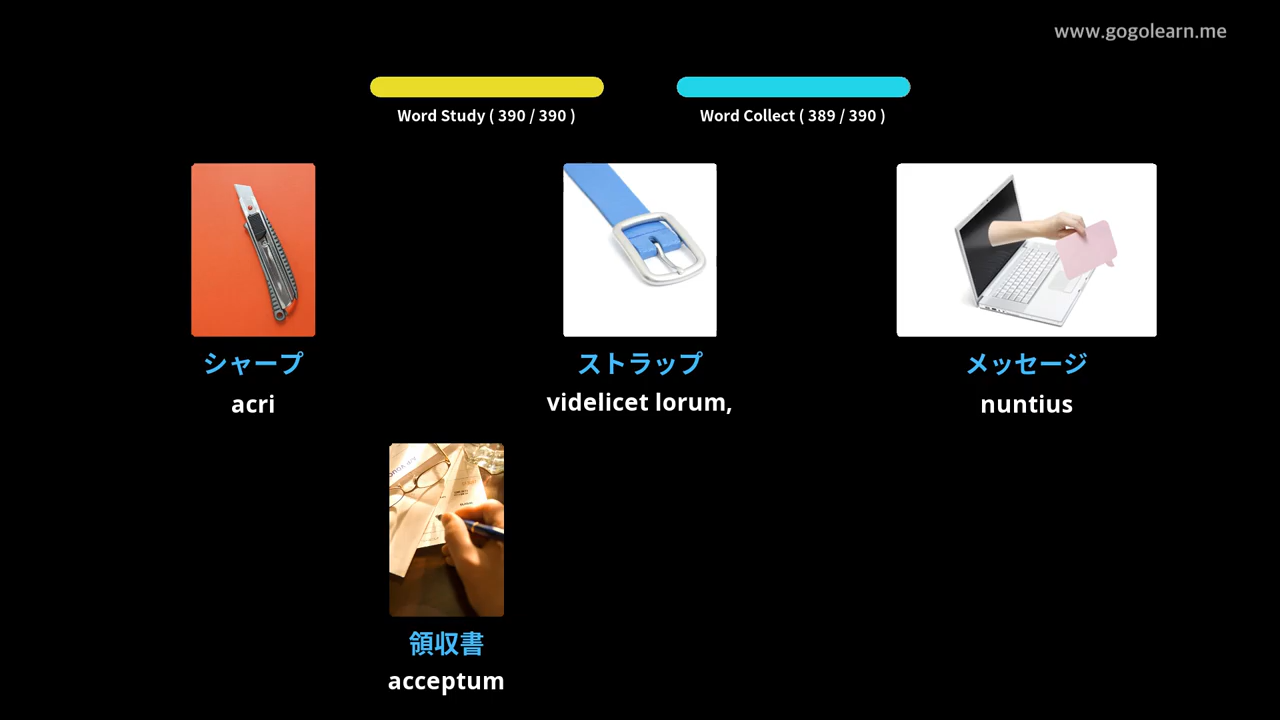 www.gogolearn.me
Word Study ( 390 / 390 )
Word Collect ( 389 / 390 )
シャープ
acri
ストラップ
videlicet lorum,
メッセージ
nuntius
領収書
acceptum